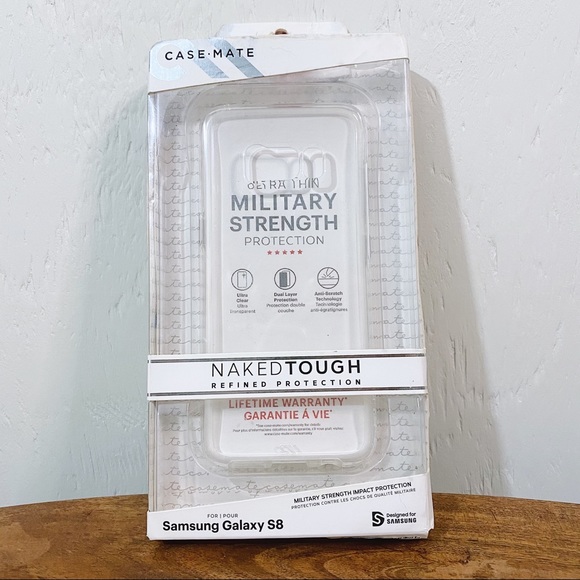 CASE·MATE
ULTRA THIN
MILITARY
STRENGTH
PROTECTION
★★★★★
Ultra
Clear
Ultra
Transparent
Dual Layer
Protection
Protection double
couche
Anti-Scratch
Technology
Technologie
anti-égratignures
NAKEDTOUGH
REFINED PROTECTION
LIFETIME WARRANTY*
GARANTIE À VIE*
MILITARY STRENGTH IMPACT PROTECTION
PROTECTION CONTRE LES CHOCS DE QUALITÉ MILITAIRE
FOR | POUR
Samsung Galaxy S8
Designed for
SAMSUNG